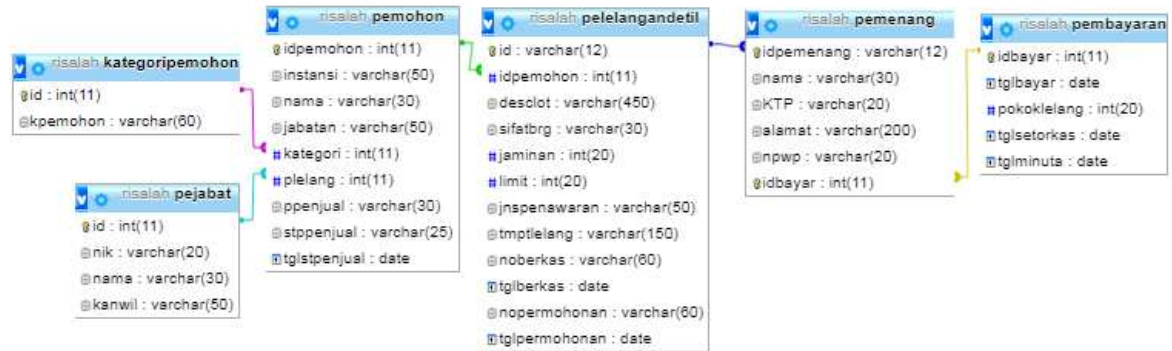 risalah kategoripemohon
id : int(11)
kpemohon : varchar(60)
risalah pejabat
id : int(11)
nik : varchar(20)
nama : varchar(30)
kanwil : varchar(50)
risalah pemohon
idpemohon : int(11)
instansi : varchar(50)
nama : varchar(30)
jabatan : varchar(50)
kategori : int(11)
plelang : int(11)
ppenjual : varchar(30)
stppenjual : varchar(25)
tglstpenjual : date
risalah pelelangandetil
id : varchar(12)
idpemohon : int(11)
desclot : varchar(450)
sifatbrg : varchar(30)
jaminan : int(20)
limit : int(20)
jnspenawaran : varchar(50)
tmptlelang : varchar(150)
noberkas : varchar(60)
tglberkas : date
nopermohonan : varchar(60)
tglpermohonan : date
risalah pemenang
idpemenang : varchar(12)
nama : varchar(30)
KTP : varchar(20)
alamat : varchar(200)
npwp : varchar(20)
idbayar : int(11)
risalah pembayaran
idbayar : int(11)
tglbayar : date
pokoklelang : int(20)
tglsetorkas : date
tglminuta : date